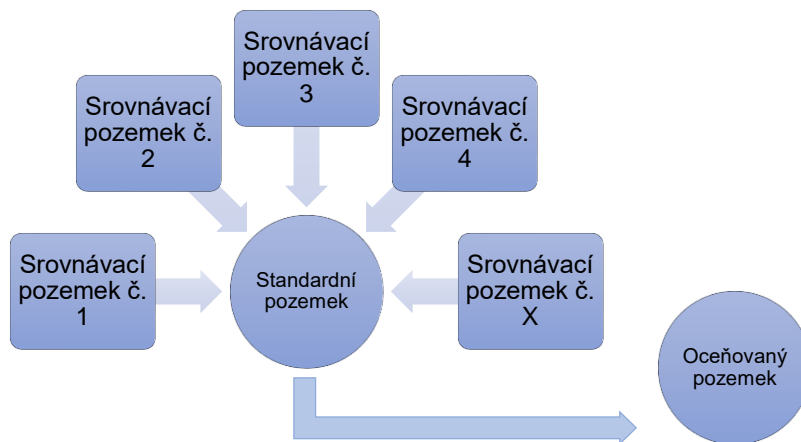 Srovnávací
pozemek č.
3
Srovnávací
pozemek č.
2
Srovnávací
pozemek č.
4
Srovnávací
pozemek č.
1
Standardní
pozemek
Srovnávací
pozemek č.
X
Oceňovaný
pozemek